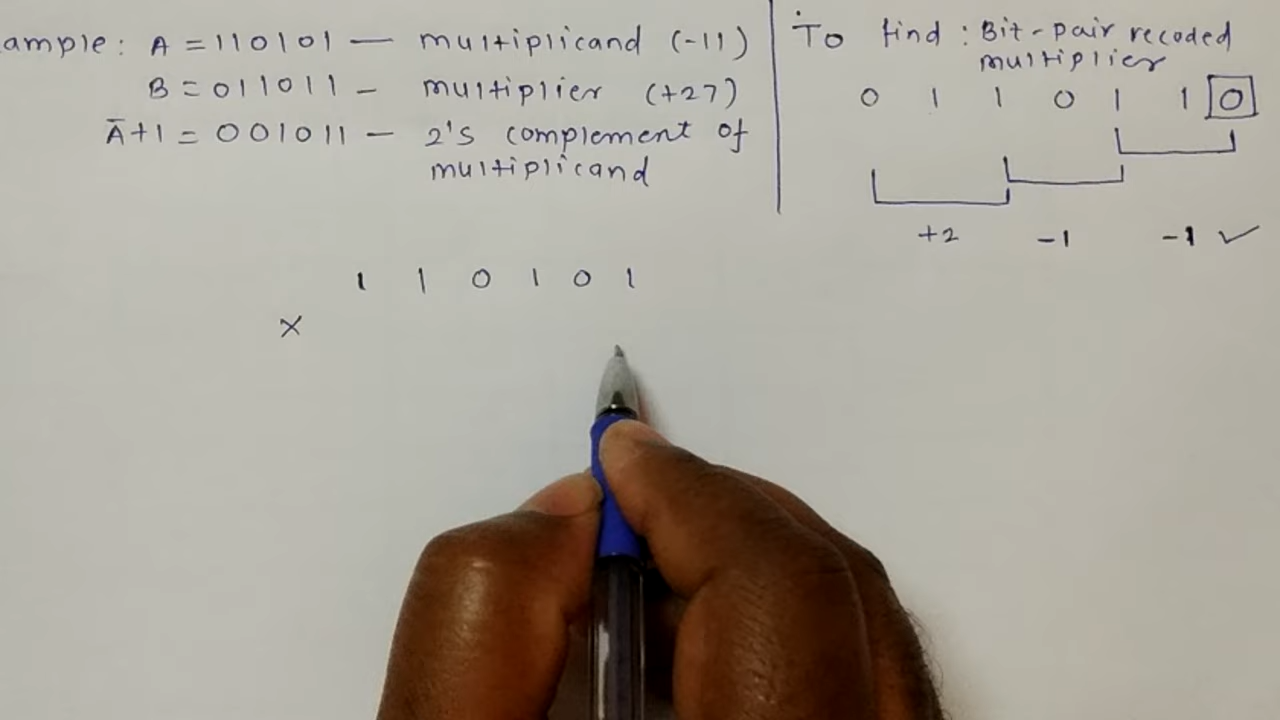 ample: A = 110101 — multiplicand (-11)
B = 011011 - multiplier (+27)
Ā+1 = 001011 — 2's complement of
multiplicand
To find: Bit-pair recoded
multiplier
0 1 1 0 1 1 0
+2 -1 -1 ✓
1 1 0 1 0 1
×